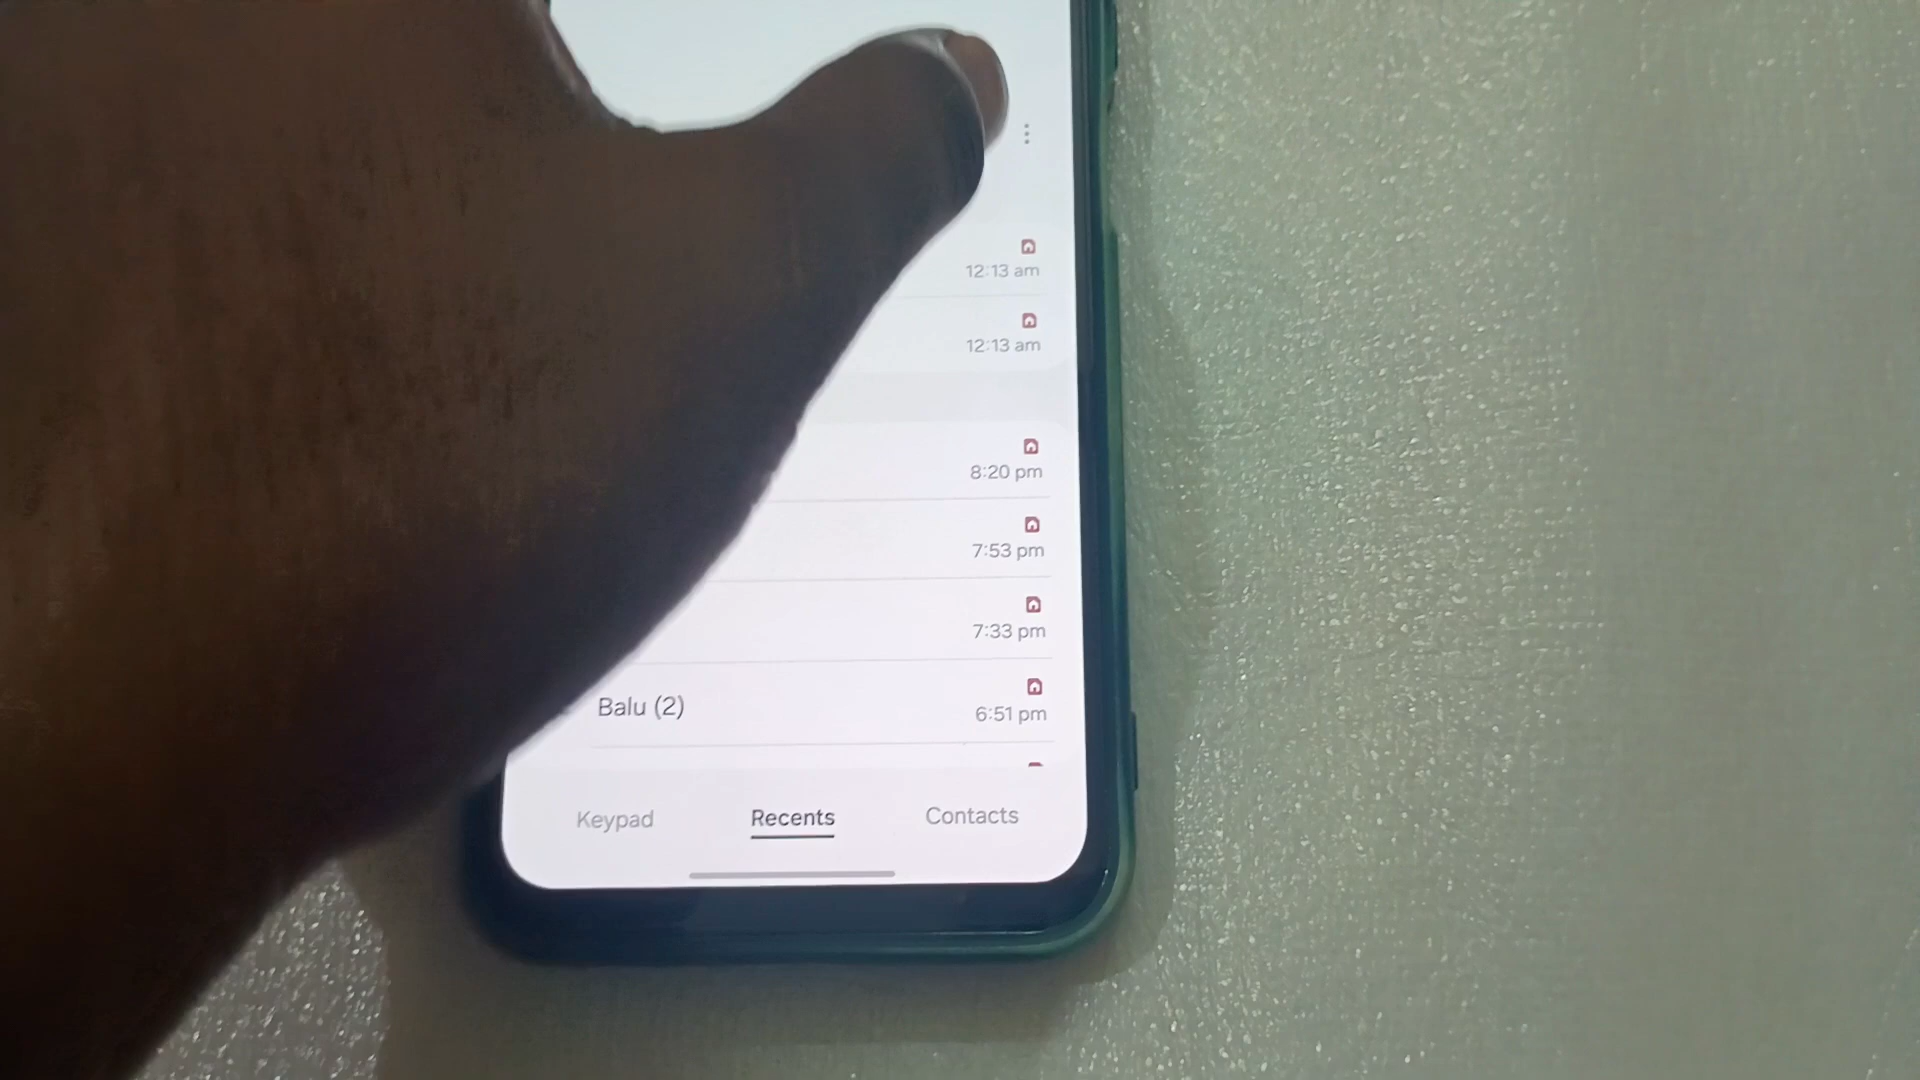 12:13 am
12:13 am
8:20 pm
7:53 pm
7:33 pm
Balu (2)
6:51 pm
Keypad
Recents
Contacts